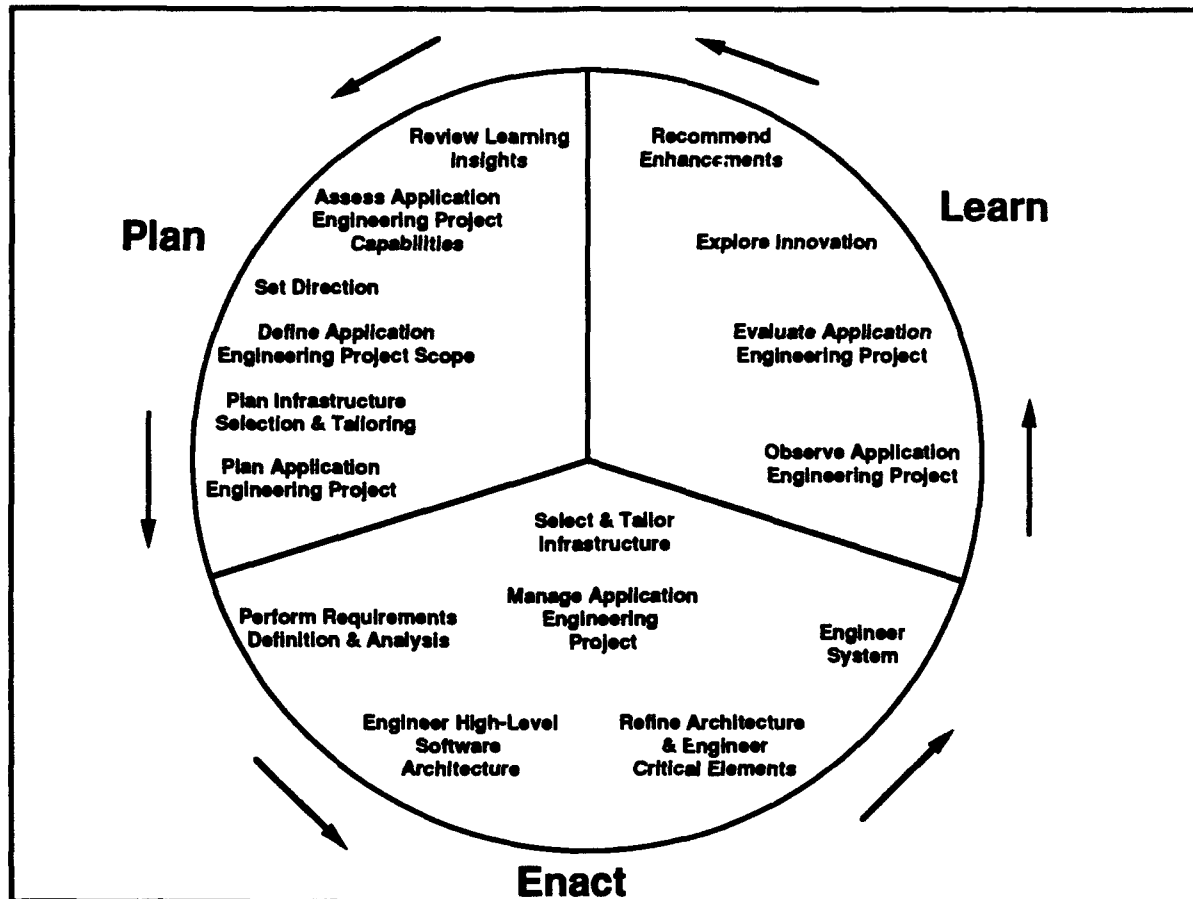 Plan
Review Learning
Insights
Assess Application
Engineering Project
Capabilities
Set Direction
Define Application
Engineering Project Scope
Plan Infrastructure
Selection & Tailoring
Plan Application
Engineering Project
Learn
Recommend
Enhancements
Explore Innovation
Evaluate Application
Engineering Project
Observe Application
Engineering Project
Select & Tailor
Infrastructure
Manage Application
Engineering
Project
Perform Requirements
Definition & Analysis
Engineer
System
Engineer High-Level
Software
Architecture
Refine Architecture
& Engineer
Critical Elements
Enact